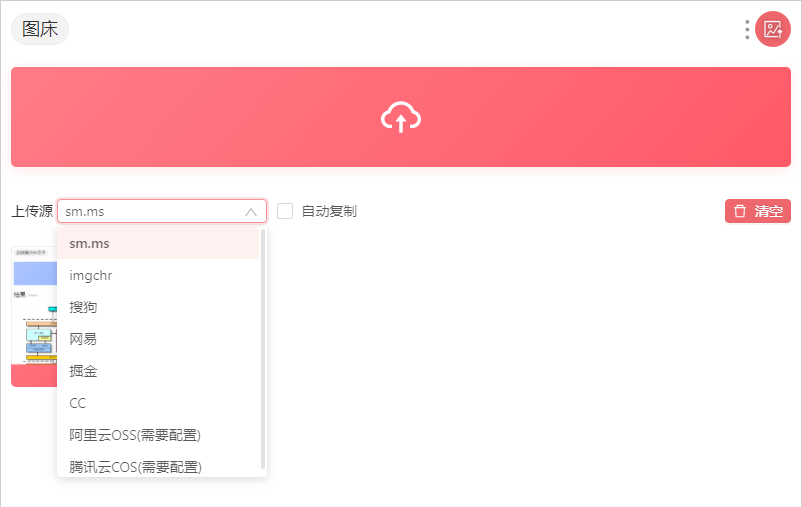 图床
上传源
sm.ms
自动复制
清空
sm.ms
imgchr
搜狗
网易
掘金
CC
阿里云OSS(需要配置)
腾讯云COS(需要配置)